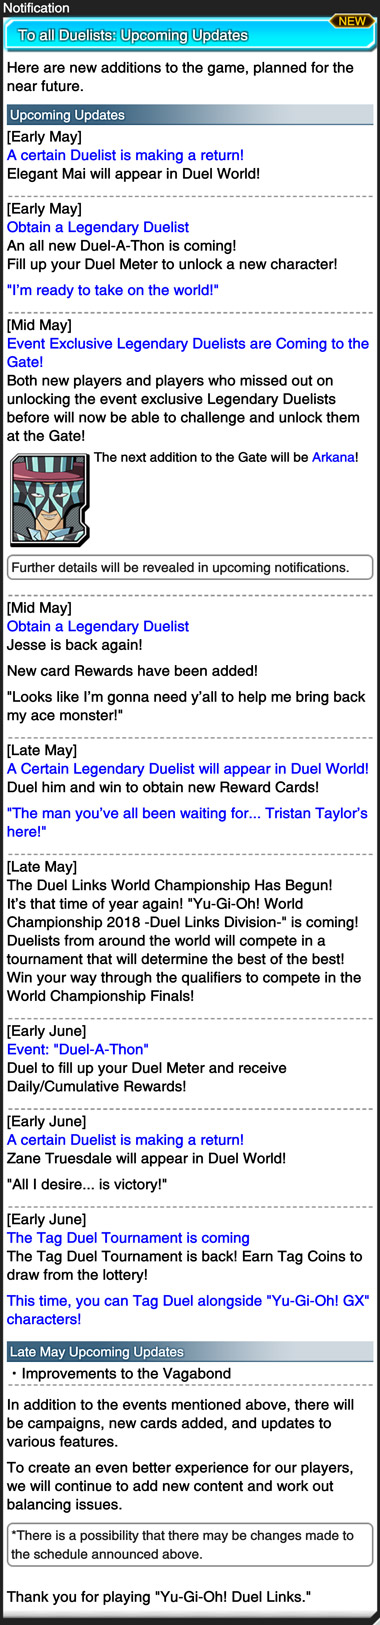 Notification
NEW
To all Duelists: Upcoming Updates
Here are new additions to the game, planned for the
near future.
Upcoming Updates
[Early May]
A certain Duelist is making a return!
Elegant Mai will appear in Duel World!
[Early May]
Obtain a Legendary Duelist
An all new Duel-A-Thon is coming!
Fill up your Duel Meter to unlock a new character!
"I'm ready to take on the world!"
[Mid May]
Event Exclusive Legendary Duelists are Coming to the
Gate!
Both new players and players who missed out on
unlocking the event exclusive Legendary Duelists
before will now be able to challenge and unlock them
at the Gate!
The next addition to the Gate will be Arkana!
Further details will be revealed in upcoming notifications.
[Mid May]
Obtain a Legendary Duelist
Jesse is back again!
New card Rewards have been added!
"Looks like I'm gonna need y'all to help me bring back
my ace monster!"
[Late May]
A Certain Legendary Duelist will appear in Duel World!
Duel him and win to obtain new Reward Cards!
"The man you've all been waiting for... Tristan Taylor's
here!"
[Late May]
The Duel Links World Championship Has Begun!
It's that time of year again! "Yu-Gi-Oh! World
Championship 2018 -Duel Links Division-" is coming!
Duelists from around the world will compete in a
tournament that will determine the best of the best!
Win your way through the qualifiers to compete in the
World Championship Finals!
[Early June]
Event: "Duel-A-Thon"
Duel to fill up your Duel Meter and receive
Daily/Cumulative Rewards!
[Early June]
A certain Duelist is making a return!
Zane Truesdale will appear in Duel World!
"All I desire... is victory!"
[Early June]
The Tag Duel Tournament is coming
The Tag Duel Tournament is back! Earn Tag Coins to
draw from the lottery!
This time, you can Tag Duel alongside "Yu-Gi-Oh! GX"
characters!
Late May Upcoming Updates
・Improvements to the Vagabond
In addition to the events mentioned above, there will
be campaigns, new cards added, and updates to
various features.
To create an even better experience for our players,
we will continue to add new content and work out
balancing issues.
*There is a possibility that there may be changes made to
the schedule announced above.
Thank you for playing "Yu-Gi-Oh! Duel Links."